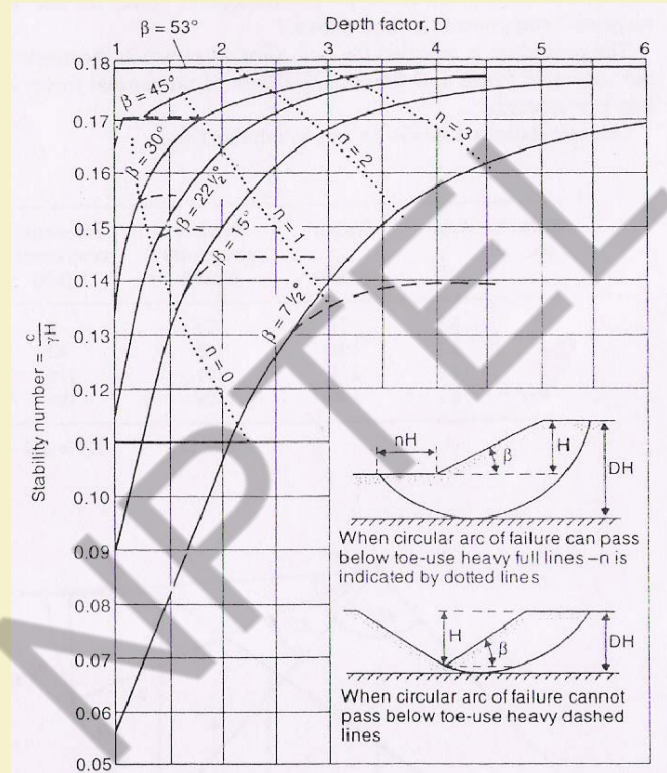 β = 53°
Depth factor, D
1 2 3 4 5 6
0.18
0.17
0.16
0.15
0.14
0.13
0.12
0.11
0.10
0.09
0.08
0.07
0.06
0.05
Stability number = c/γH
β = 45°
β = 30°
β = 22½°
β = 15°
β = 7½°
n = 0
n = 1
n = 2
n = 3
nH
H
β
DH
When circular arc of failure can pass
below toe-use heavy full lines –n is
indicated by dotted lines
H
β
DH
When circular arc of failure cannot
pass below toe-use heavy dashed
lines
NPTEL